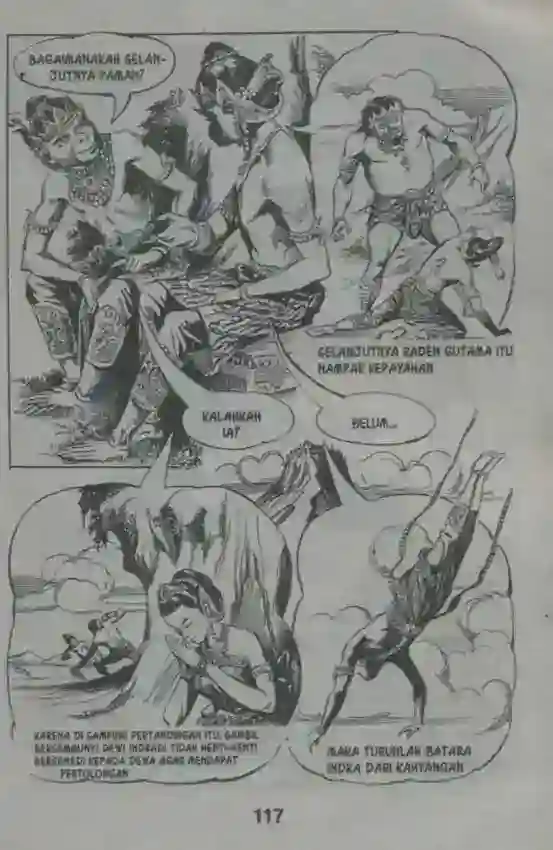 BAGAIMANAKAH SELAN-
JUTNYA PAMAN?
SELANJUTNYA RADEN GUTAMA ITU
NAMPAK KEPAYAHAN
KALAHKAH
IA?
BELUM...
KARENA DI SAMPING PERTANDINGAN ITU, SAMBIL
BERSEMBUNYI DEWI INDRADI TIDAK HENTI-HENTI
BERSEMEDI KEPADA DEWA AGAR MENDAPAT
PERTOLONGAN
MAKA TURUNLAH BATARA
INDRA DARI KAHYANGAN
117